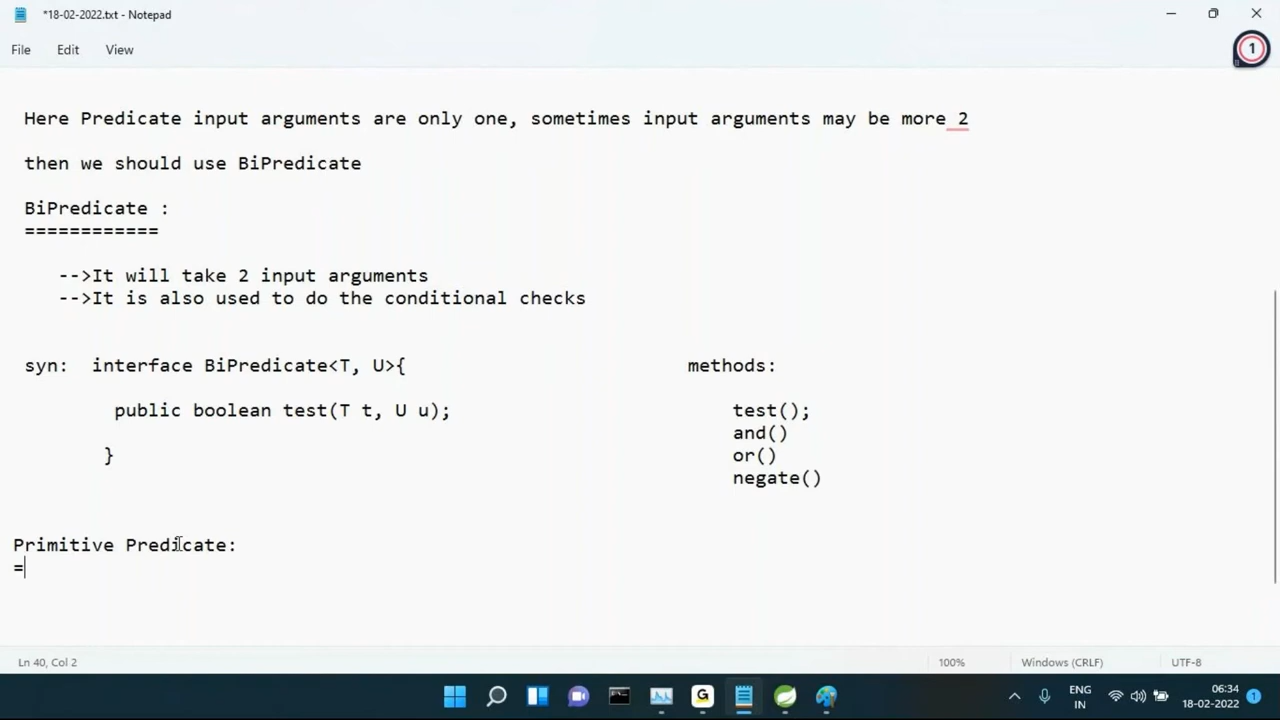 *18-02-2022.txt - Notepad
File Edit View
1
Here Predicate input arguments are only one, sometimes input arguments may be more 2
then we should use BiPredicate
BiPredicate :
============
-->It will take 2 input arguments
-->It is also used to do the conditional checks
syn: interface BiPredicate<T, U>{ methods:
public boolean test(T t, U u); test();
and()
} or()
negate()
Primitive Predicate:
=
Ln 40, Col 2 100% Windows (CRLF) UTF-8
G
ENG
IN
06:34
18-02-2022
1